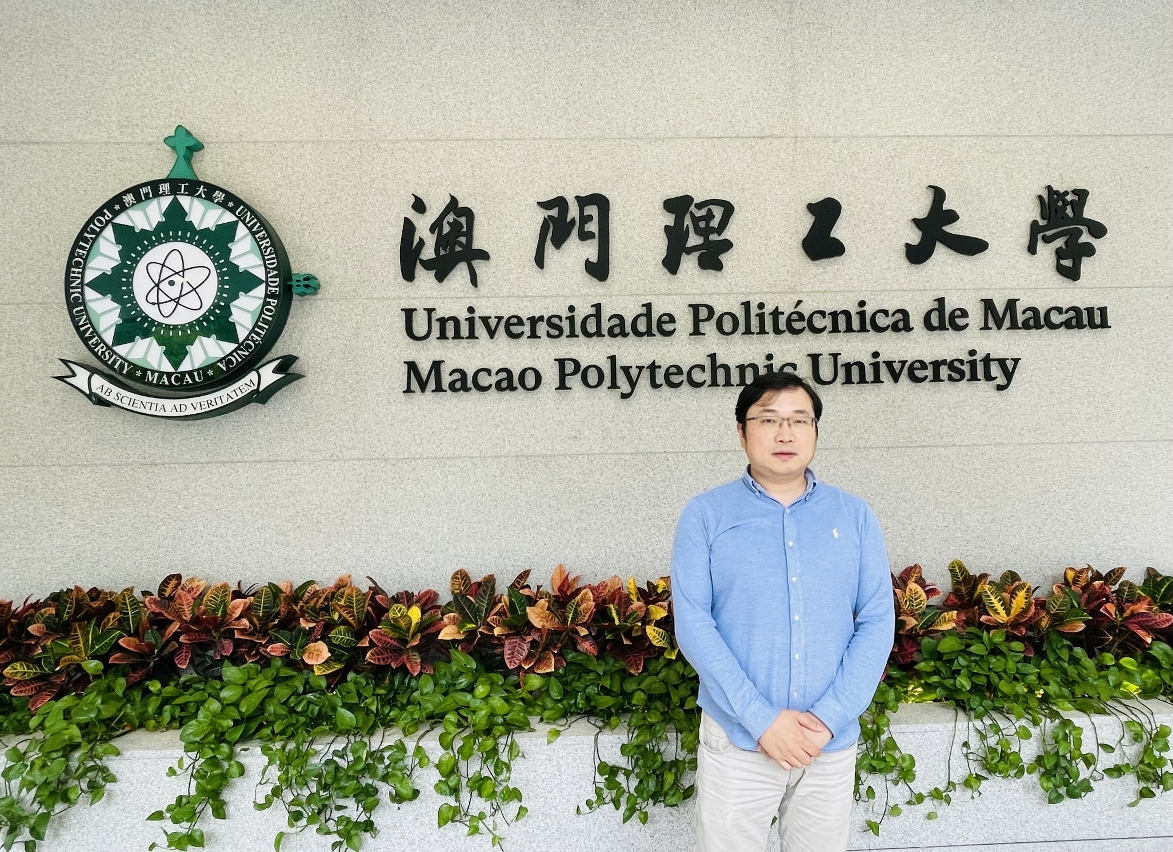 澳門理工大學
UNIVERSIDADE POLITÉCNICA
POLYTECHNIC UNIVERSITY
MACAU
AB SCIENTIA AD VERITATEM
澳門理工大學
Universidade Politécnica de Macau
Macao Polytechnic University